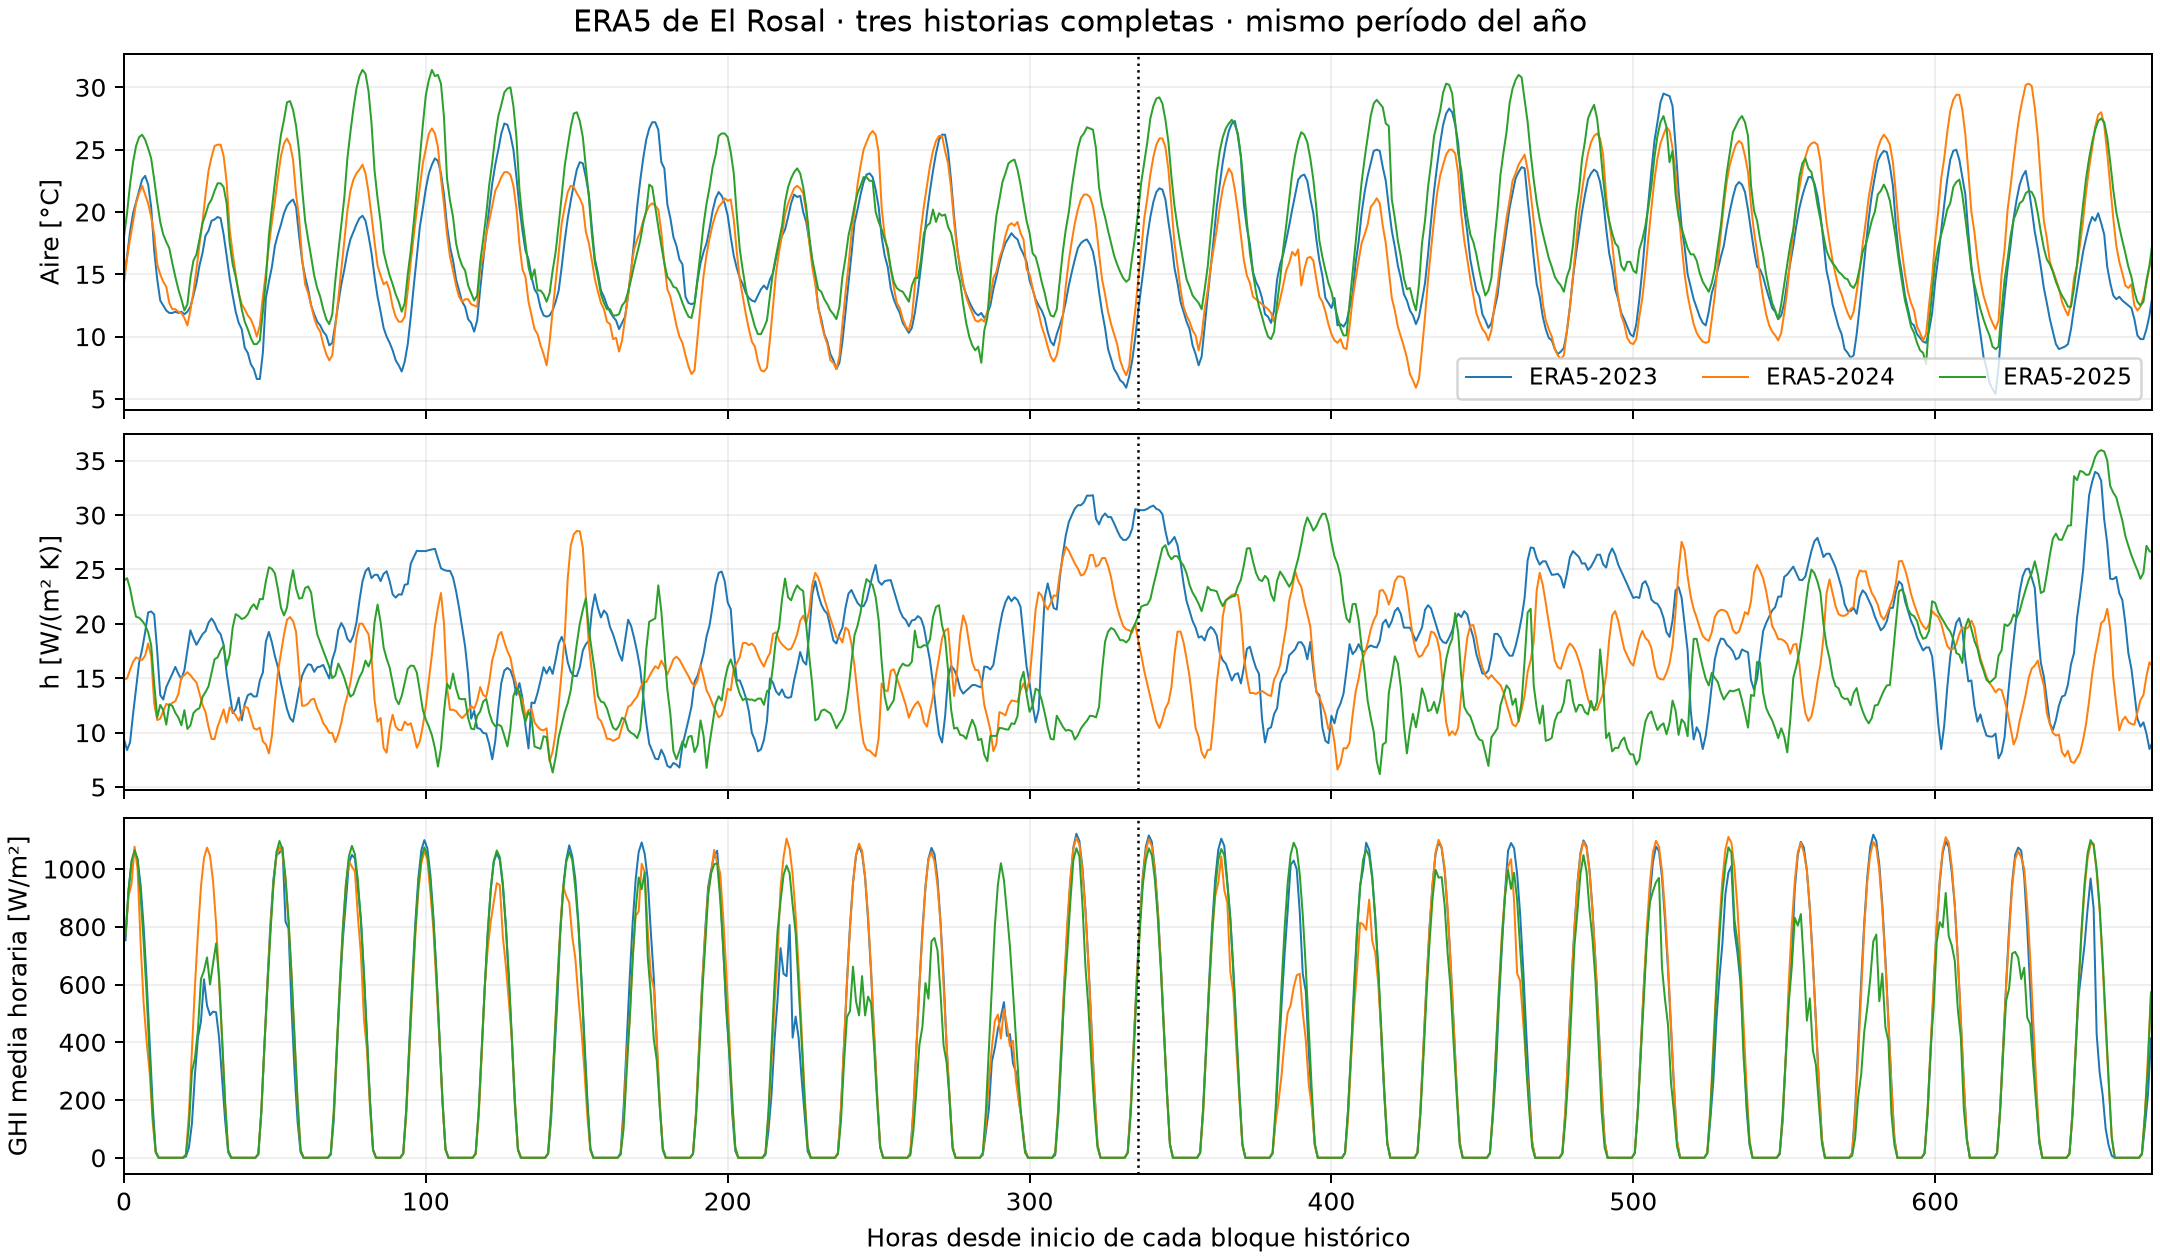 ERA5 de El Rosal · tres historias completas · mismo período del año
Aire [°C]
30
25
20
15
10
5
ERA5-2023
ERA5-2024
ERA5-2025
h [W/(m² K)]
35
30
25
20
15
10
5
GHI media horaria [W/m²]
1000
800
600
400
200
0
0 100 200 300 400 500 600
Horas desde inicio de cada bloque histórico